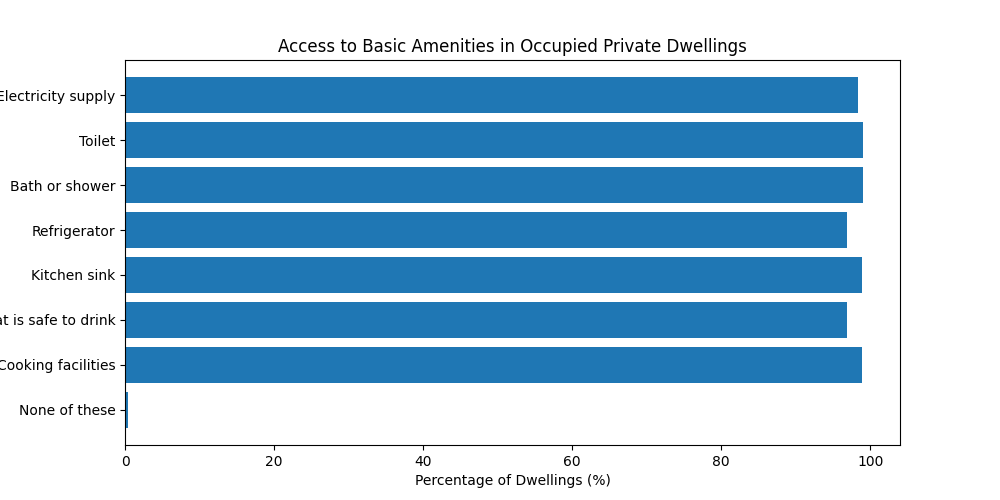 Access to Basic Amenities in Occupied Private Dwellings
Electricity supply
Toilet
Bath or shower
Refrigerator
Kitchen sink
is safe to drink
Cooking facilities
None of these
0 20 40 60 80 100
Percentage of Dwellings (%)